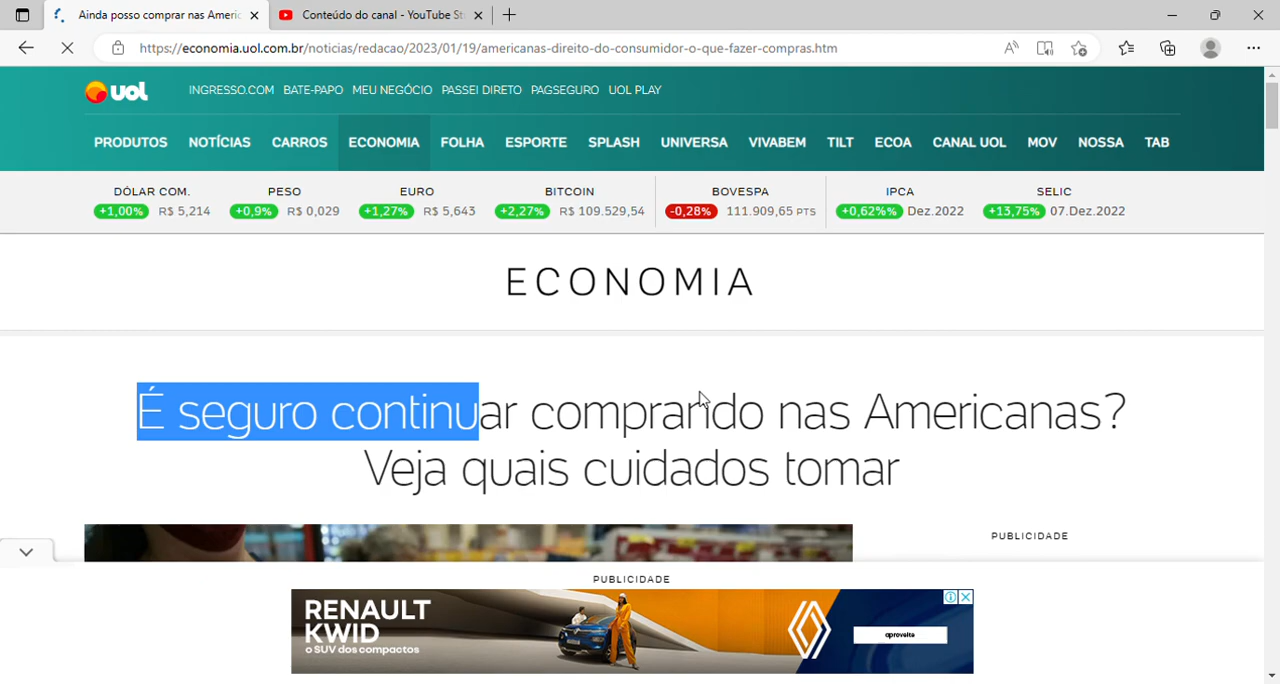 Ainda posso comprar nas Americ
Conteúdo do canal - YouTube St
https://economia.uol.com.br/noticias/redacao/2023/01/19/americanas-direito-do-consumidor-o-que-fazer-compras.htm
UOL INGRESSO.COM BATE-PAPO MEU NEGÓCIO PASSEI DIRETO PAGSEGURO UOL PLAY
PRODUTOS NOTÍCIAS CARROS ECONOMIA FOLHA ESPORTE SPLASH UNIVERSA VIVABEM TILT ECOA CANAL UOL MOV NOSSA TAB
DÓLAR COM. PESO EURO BITCOIN BOVESPA IPCA SELIC
+1,00% R$ 5,214 +0,9% R$ 0,029 +1,27% R$ 5,643 +2,27% R$ 109.529,54 -0,28% 111.909,65 PTS +0,62%% Dez.2022 +13,75% 07.Dez.2022
ECONOMIA
É seguro continuar comprando nas Americanas?
Veja quais cuidados tomar
PUBLICIDADE
PUBLICIDADE
RENAULT
KWID
o SUV dos compactos
aproveite